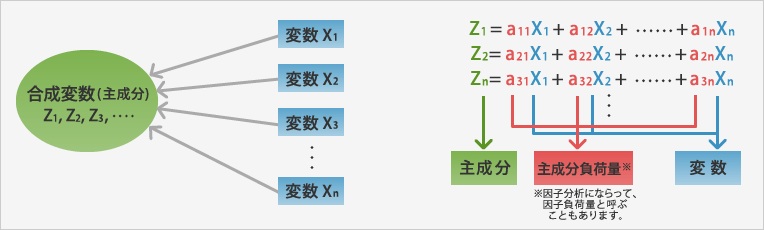 合成変数(主成分)
Z1, Z2, Z3, ‥‥
変数 X1
変数 X2
変数 X3
⋮
変数 Xn
Z1= a11X1+ a12X2+ ……+ a1nXn
Z2= a21X1+ a22X2+ ……+ a2nXn
Zn= a31X1+ a32X2+ ……+ a3nXn
⋮
主成分
主成分負荷量※
変数
※因子分析にならって、
因子負荷量と呼ぶ
こともあります。